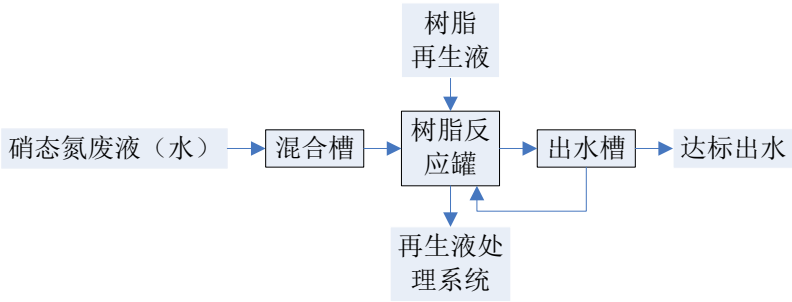 树脂
再生液
硝态氮废液（水）
混合槽
树脂反
应罐
出水槽
达标出水
再生液处
理系统